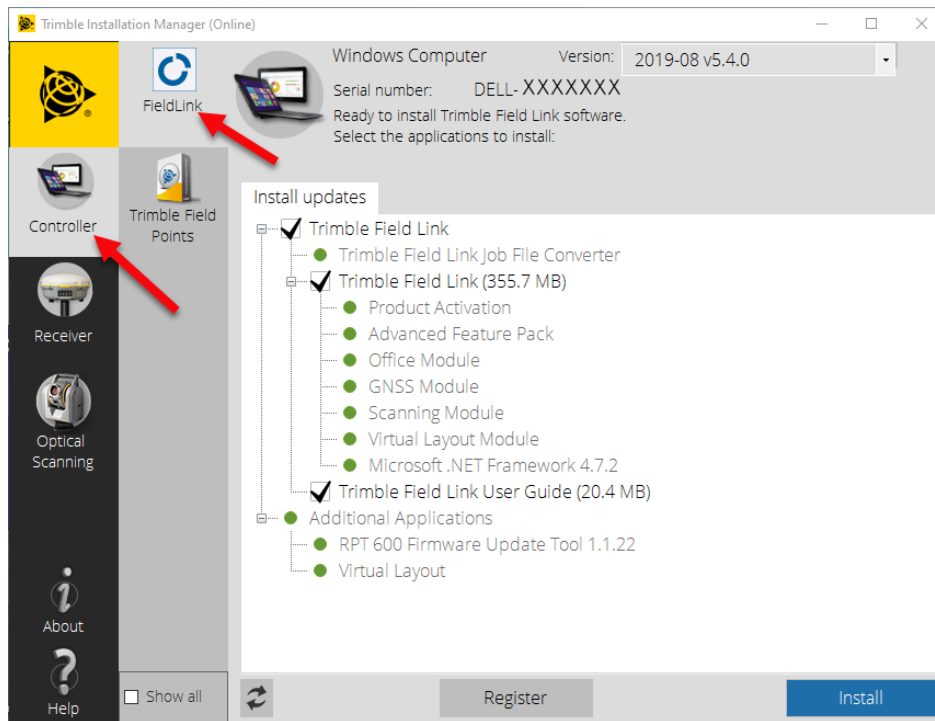 Trimble Installation Manager (Online)
FieldLink
Windows Computer
Version:
2019-08 v5.4.0
Serial number:
DELL-XXXXXXX
Ready to install Trimble Field Link software.
Select the applications to install:
Controller
Trimble Field
Points
Receiver
Optical
Scanning
About
Help
Show all
Install updates
Trimble Field Link
Trimble Field Link Job File Converter
Trimble Field Link (355.7 MB)
Product Activation
Advanced Feature Pack
Office Module
GNSS Module
Scanning Module
Virtual Layout Module
Microsoft .NET Framework 4.7.2
Trimble Field Link User Guide (20.4 MB)
Additional Applications
RPT 600 Firmware Update Tool 1.1.22
Virtual Layout
Register
Install